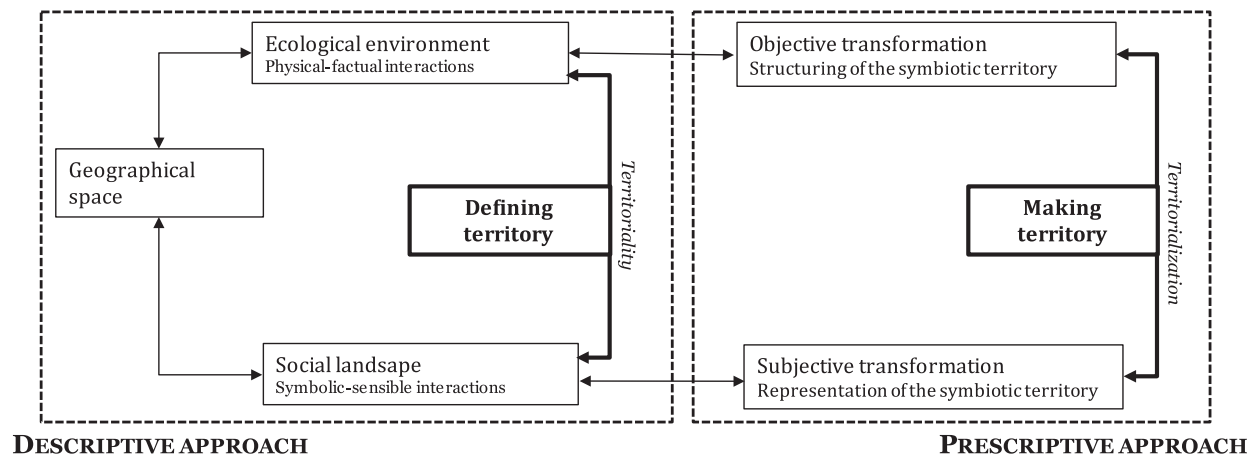 Ecological environment
Physical-factual interactions
Objective transformation
Structuring of the symbiotic territory
Geographical
space
Territoriality
Defining
territory
Making
territory
Territorialization
Social landsape
Symbolic-sensible interactions
Subjective transformation
Representation of the symbiotic territory
DESCRIPTIVE APPROACH
PRESCRIPTIVE APPROACH